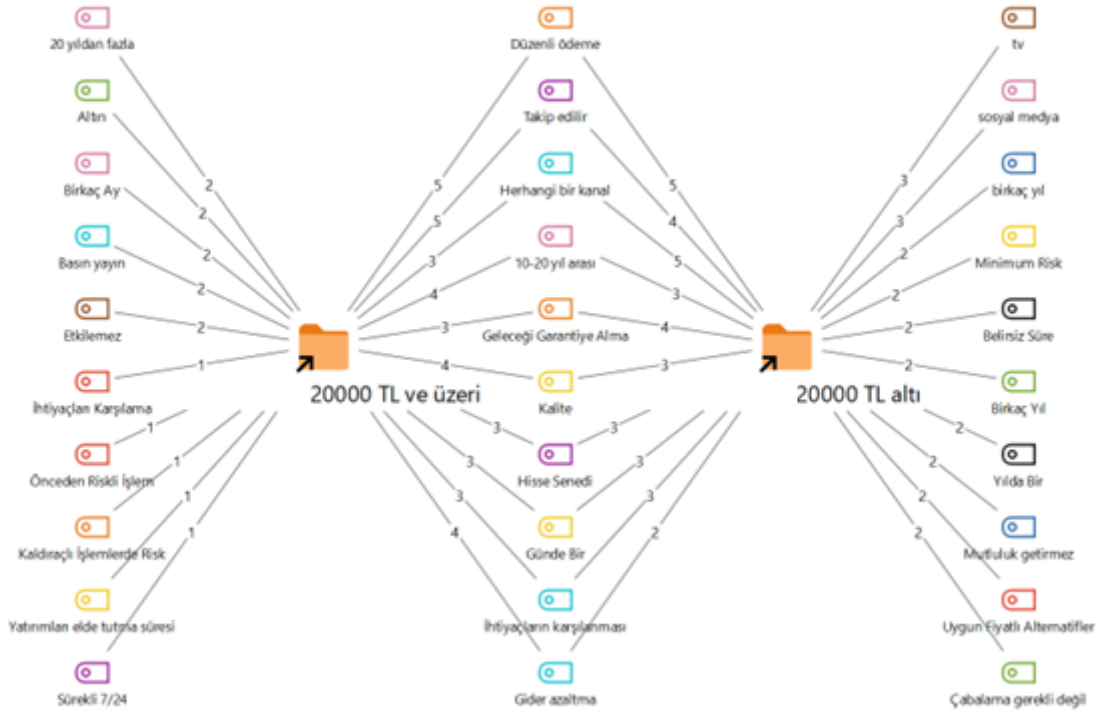 20 yıldan fazla
Altın
Birkaç Ay
Basın yayın
Etkilemez
İhtiyaçları Karşılama
Önceden Riskli İşlem
Kaldıraçlı İşlemlerde Risk
Yatırımları elde tutma süresi
Sürekli 7/24
2
2
2
2
2
1
1
1
1
1
20000 TL ve üzeri
5
5
3
4
3
4
3
3
3
4
Düzenli ödeme
Takip edilir
Herhangi bir kanal
10-20 yıl arası
Geleceği Garantiye Alma
Kalite
Hisse Senedi
Günde Bir
İhtiyaçların karşılanması
Gider azaltma
5
4
5
3
4
3
3
3
3
2
20000 TL altı
3
3
2
2
2
2
2
2
2
2
tv
sosyal medya
birkaç yıl
Minimum Risk
Belirsiz Süre
Birkaç Yıl
Yılda Bir
Mutluluk getirmez
Uygun Fiyatlı Alternatifler
Çabalama gerekli değil